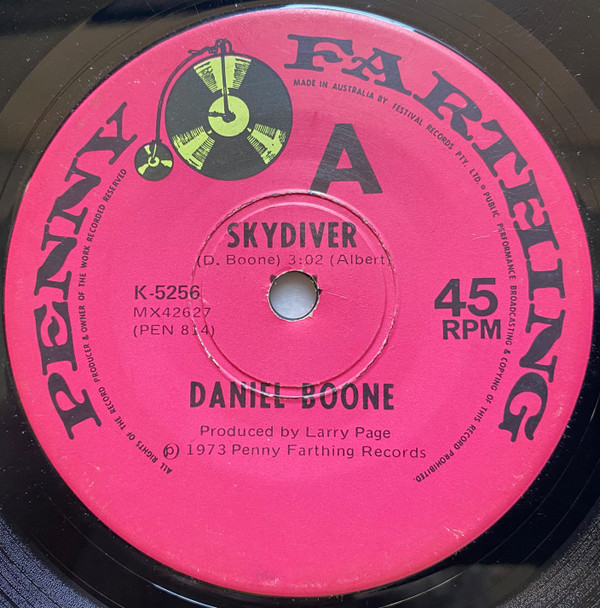 PENNY FARTHING
MADE IN AUSTRALIA BY FESTIVAL RECORDS PTY. LTD. ● PUBLIC PERFORMANCE BROADCASTING & COPYING OF THIS RECORD PROHIBITED.
ALL RIGHTS OF THE RECORD PRODUCER & OWNER OF THE WORK RECORDED RESERVED
A
SKYDIVER
(D. Boone) 3:02 (Albert)
K-5256
MX42627
(PEN 814)
45
RPM
DANIEL BOONE
Produced by Larry Page
℗ 1973 Penny Farthing Records